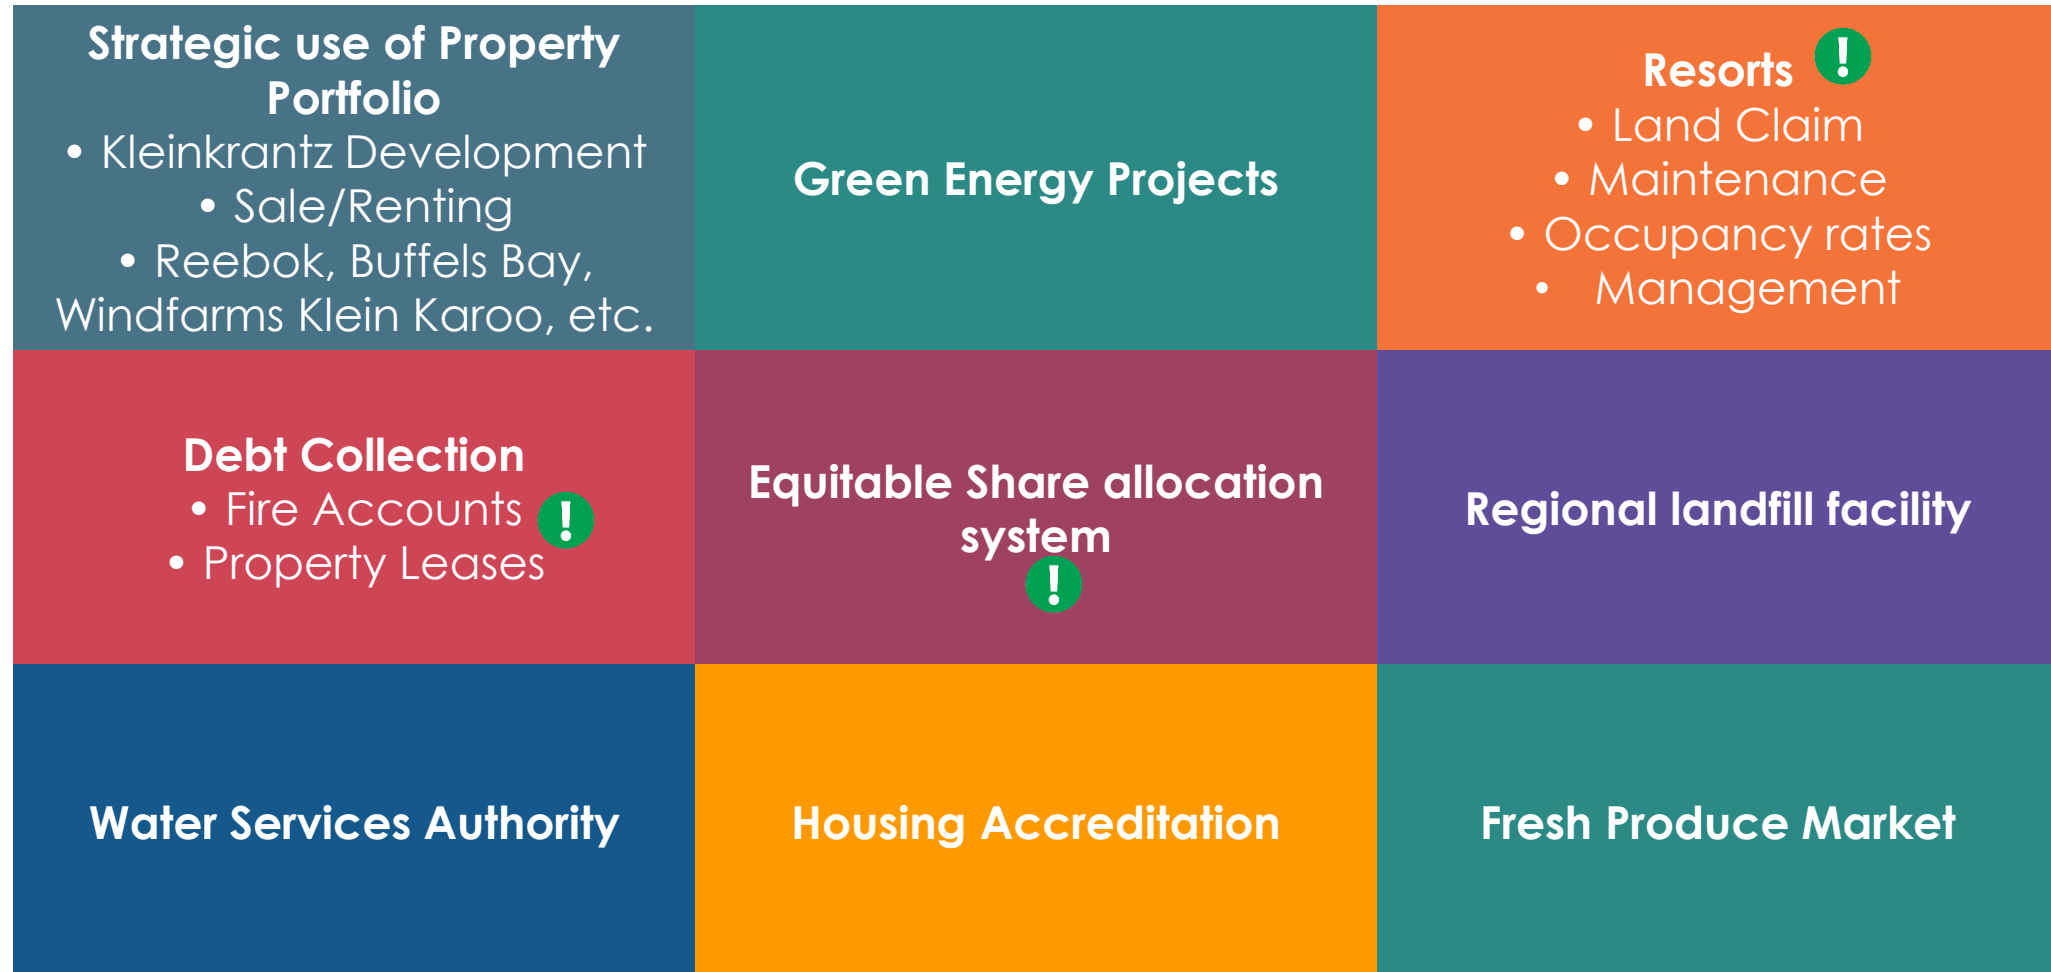 Strategic use of Property
Portfolio
• Kleinkrantz Development
• Sale/Renting
• Reebok, Buffels Bay,
Windfarms Klein Karoo, etc.
Green Energy Projects
Resorts !
• Land Claim
• Maintenance
• Occupancy rates
• Management
Debt Collection
• Fire Accounts !
• Property Leases
Equitable Share allocation
system
!
Regional landfill facility
Water Services Authority
Housing Accreditation
Fresh Produce Market